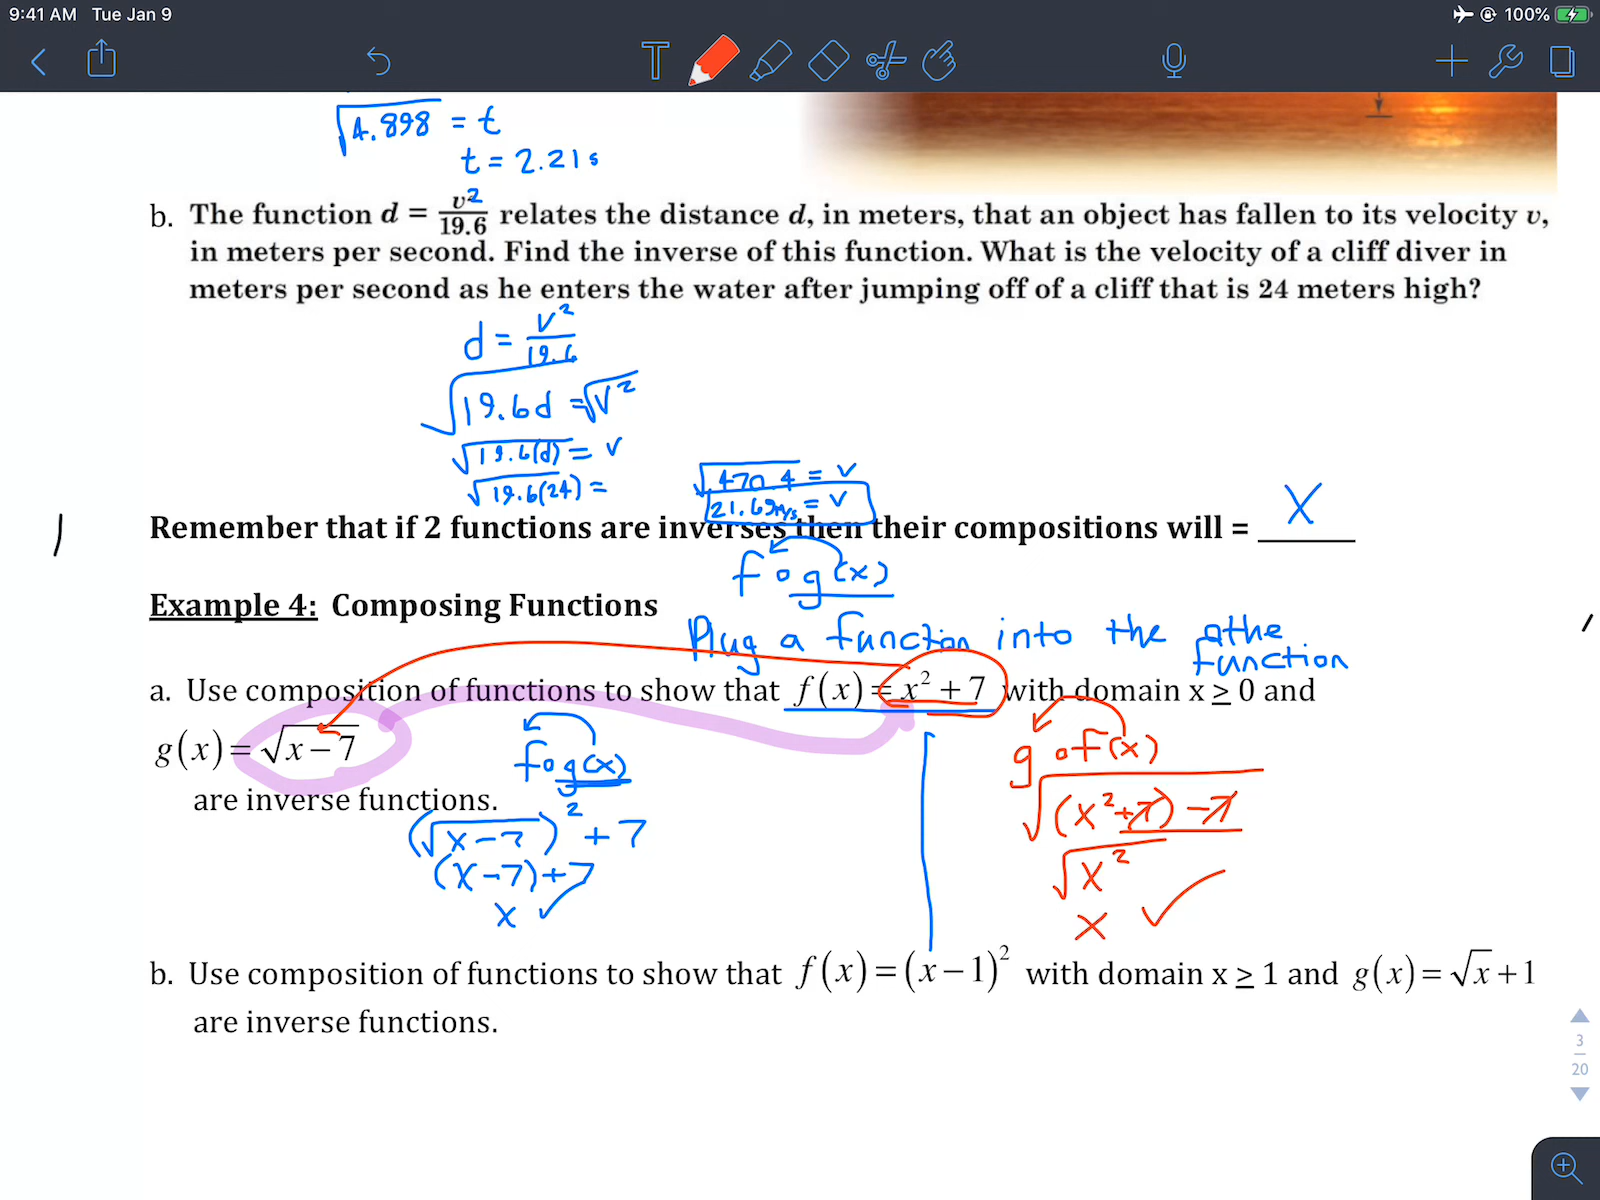 9:41 AM Tue Jan 9
100%
√4.898 = t
t = 2.21 s
b. The function d = v²/19.6 relates the distance d, in meters, that an object has fallen to its velocity v,
in meters per second. Find the inverse of this function. What is the velocity of a cliff diver in
meters per second as he enters the water after jumping off of a cliff that is 24 meters high?
d = v²/19.6
√19.6d = √v²
√19.6(d) = v
√19.6(24) =
√470.4 = v
21.69 m/s = v
Remember that if 2 functions are inverses then their compositions will = X
f o g(x)
Example 4: Composing Functions
Plug a function into the othe
function
a. Use composition of functions to show that f(x) = x² + 7 with domain x ≥ 0 and
g(x) = √x − 7
are inverse functions.
f o g(x)
(√x−7)² + 7
(x−7)+7
x ✓
g o f(x)
√(x²+7) −7
√x²
x ✓
b. Use composition of functions to show that f(x) = (x−1)² with domain x ≥ 1 and g(x) = √x + 1
are inverse functions.
3
20